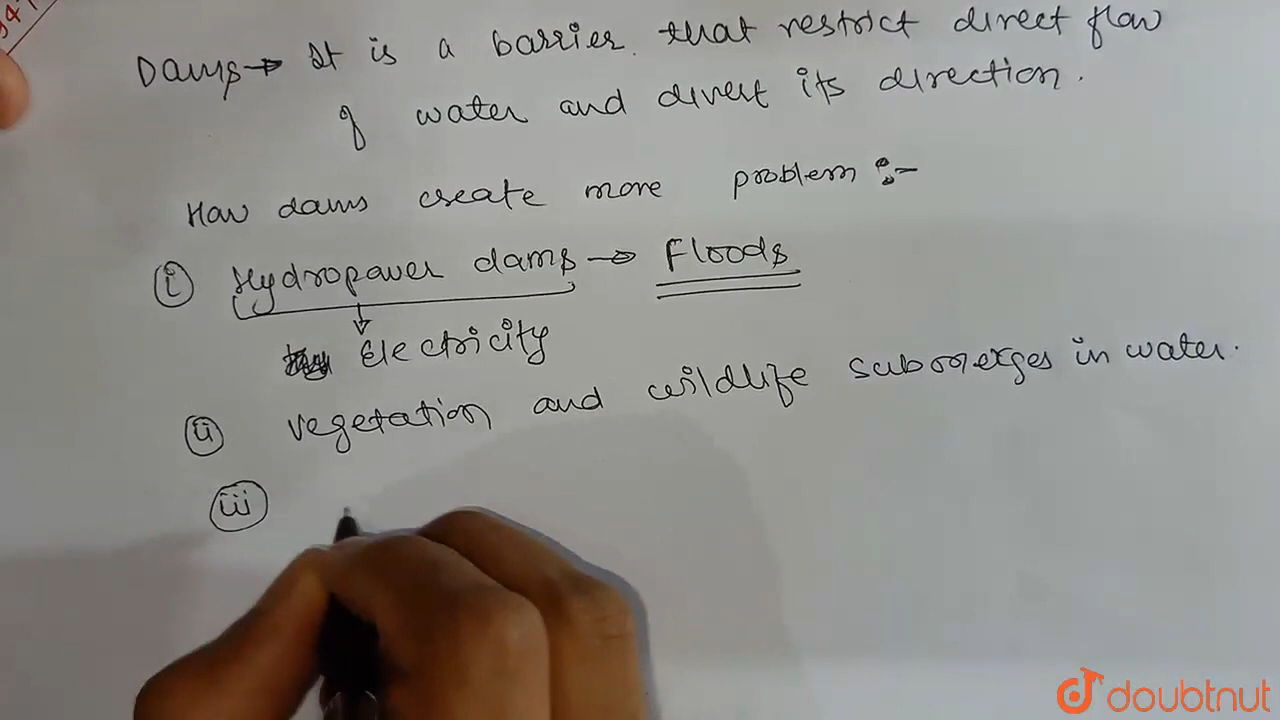 Dams → It is a barrier that restrict direct flow
of water and divert its direction.
How dams create more problem :-
(i) Hydropower dams → Floods
Electricity
(ii) vegetation and wildlife submerges in water.
(iii)
doubtnut